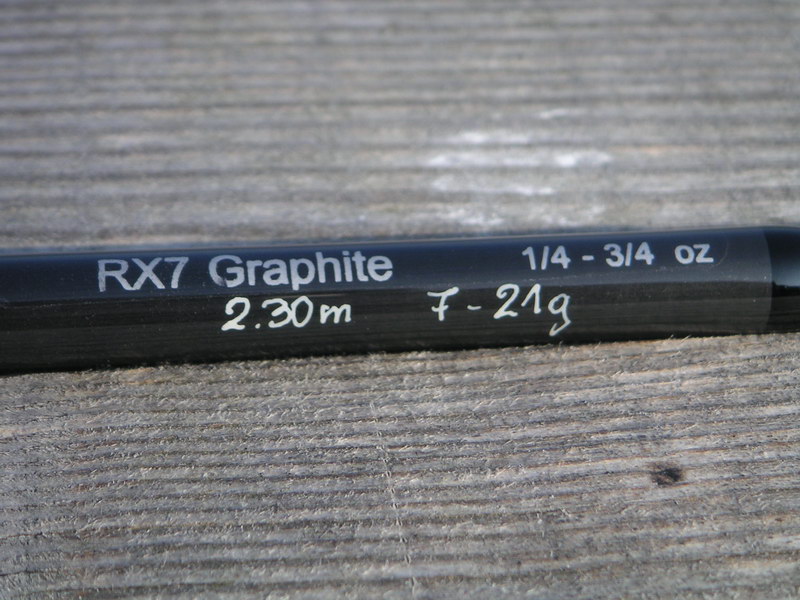 RX7 Graphite 1/4 - 3/4 oz
2.30m 7-21g